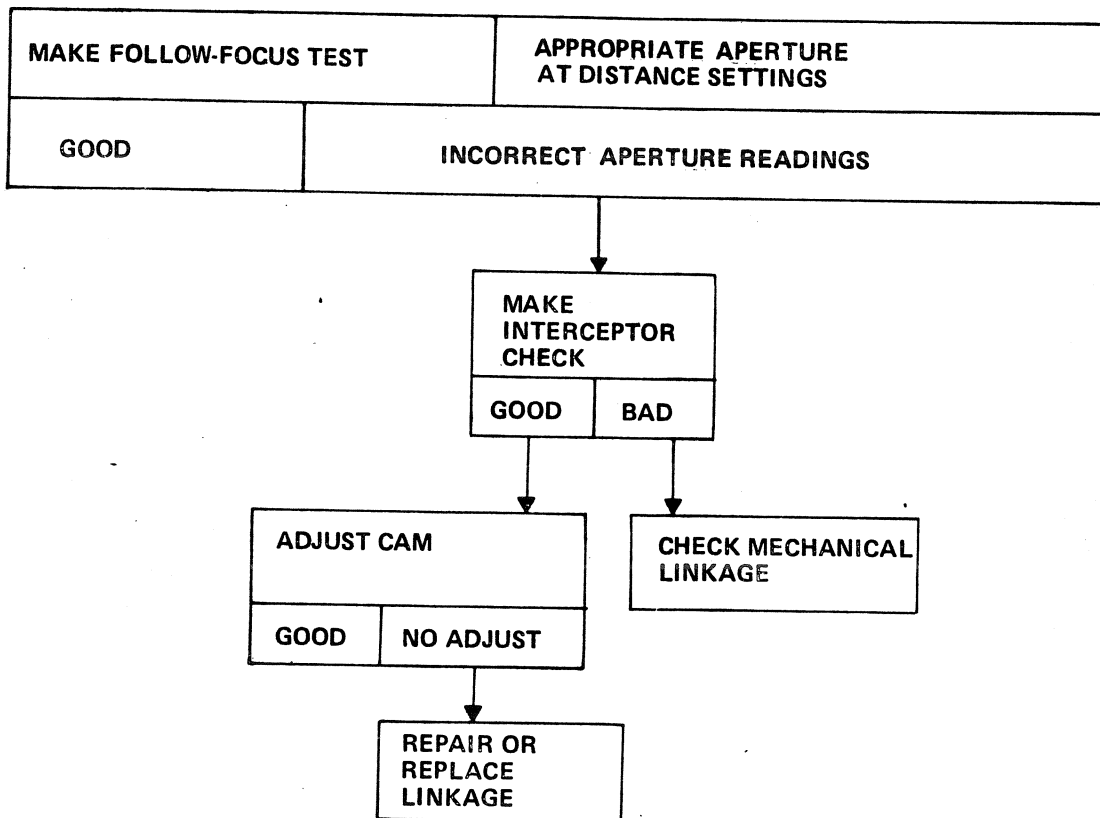 MAKE FOLLOW-FOCUS TEST
APPROPRIATE APERTURE
AT DISTANCE SETTINGS
GOOD
INCORRECT APERTURE READINGS
MAKE
INTERCEPTOR
CHECK
GOOD
BAD
ADJUST CAM
CHECK MECHANICAL
LINKAGE
GOOD
NO ADJUST
REPAIR OR
REPLACE
LINKAGE